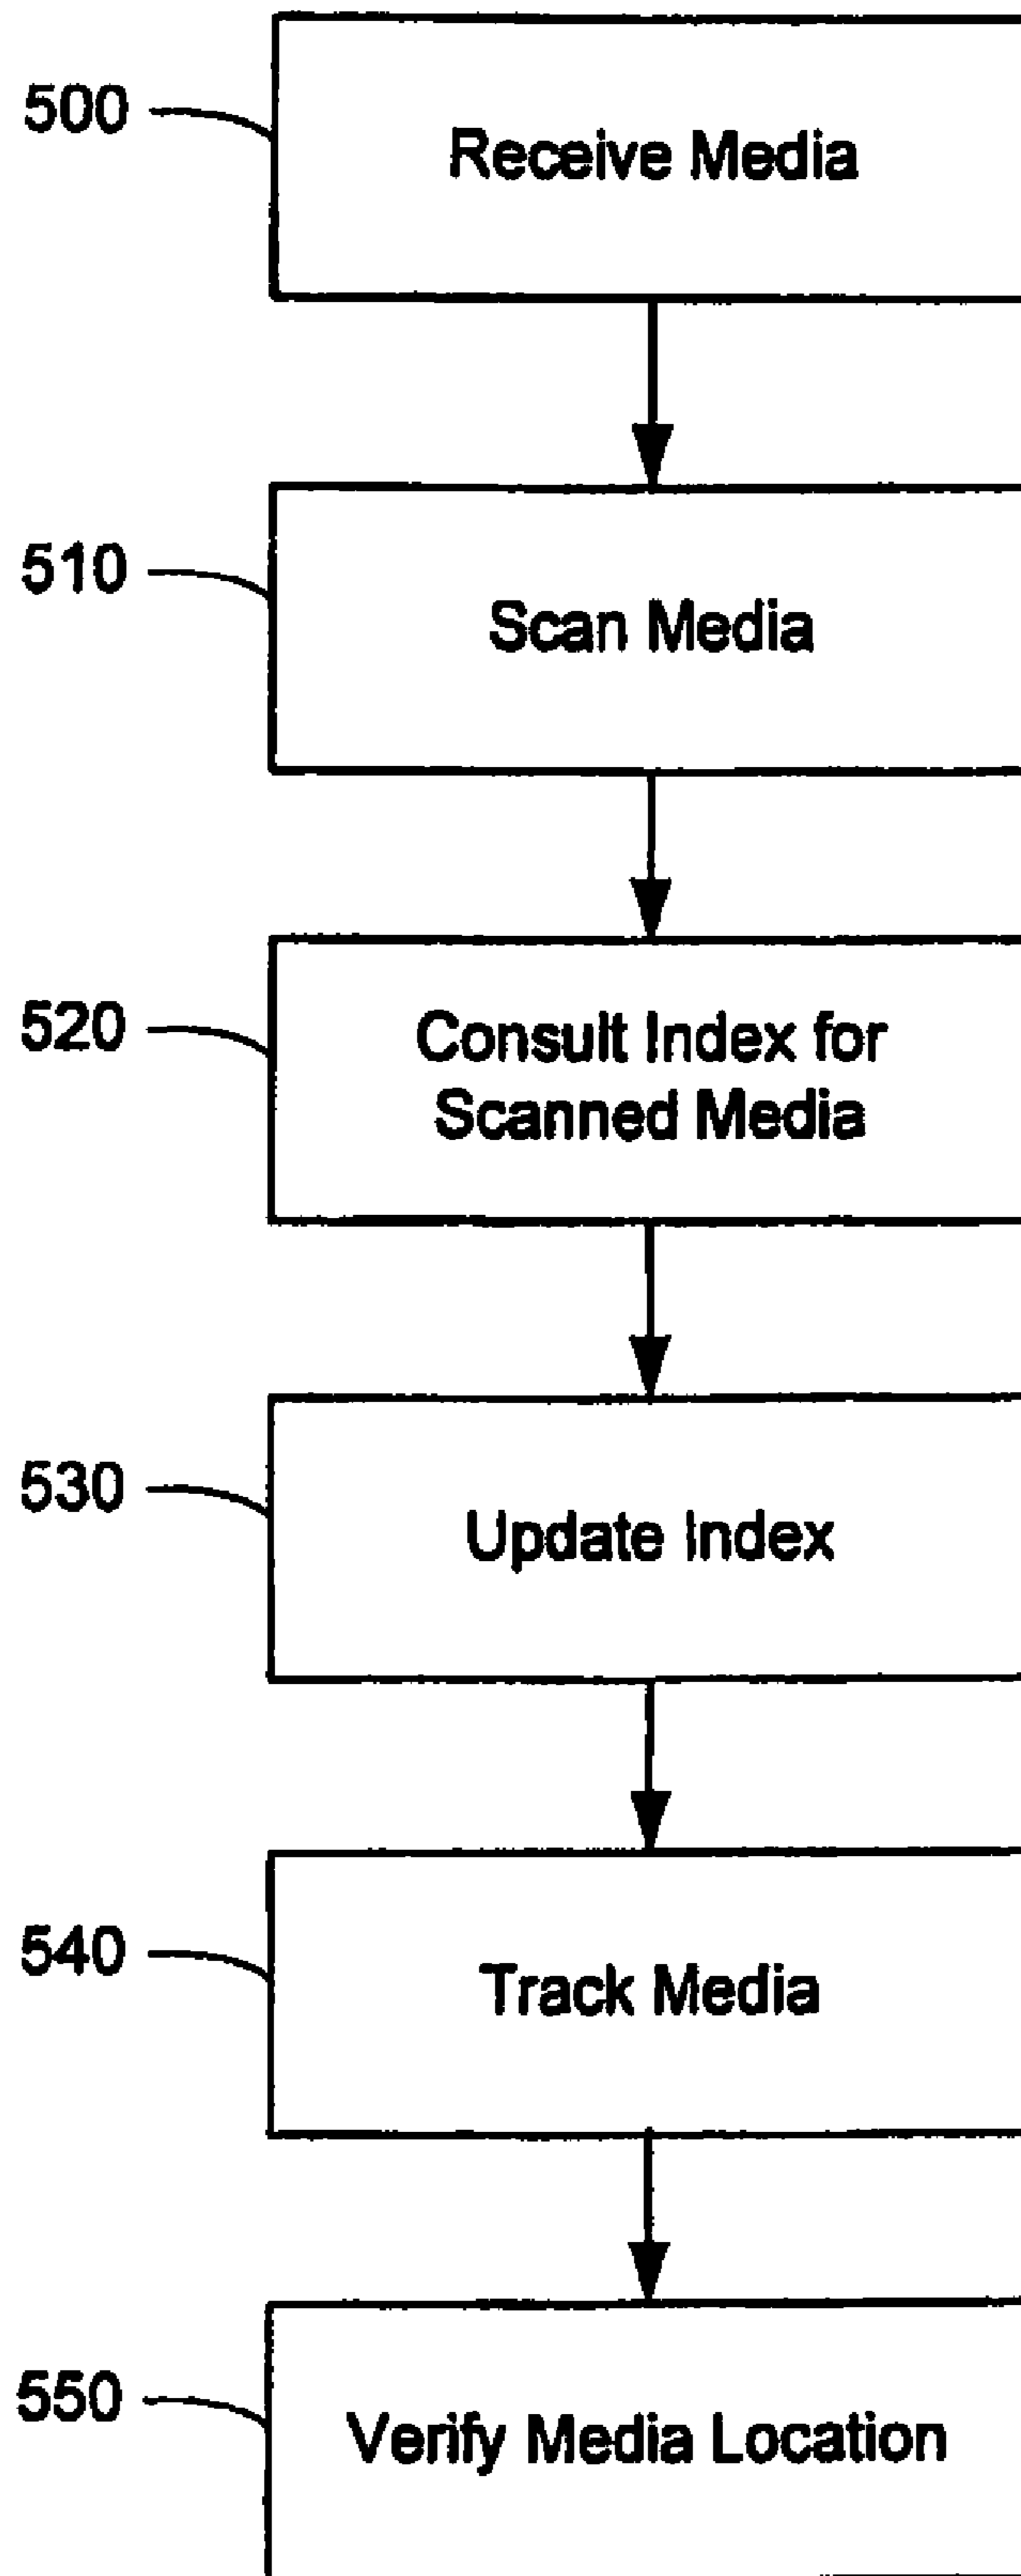 500
Receive Media
510
Scan Media
520
Consult Index for
Scanned Media
530
Update Index
540
Track Media
550
Verify Media Location